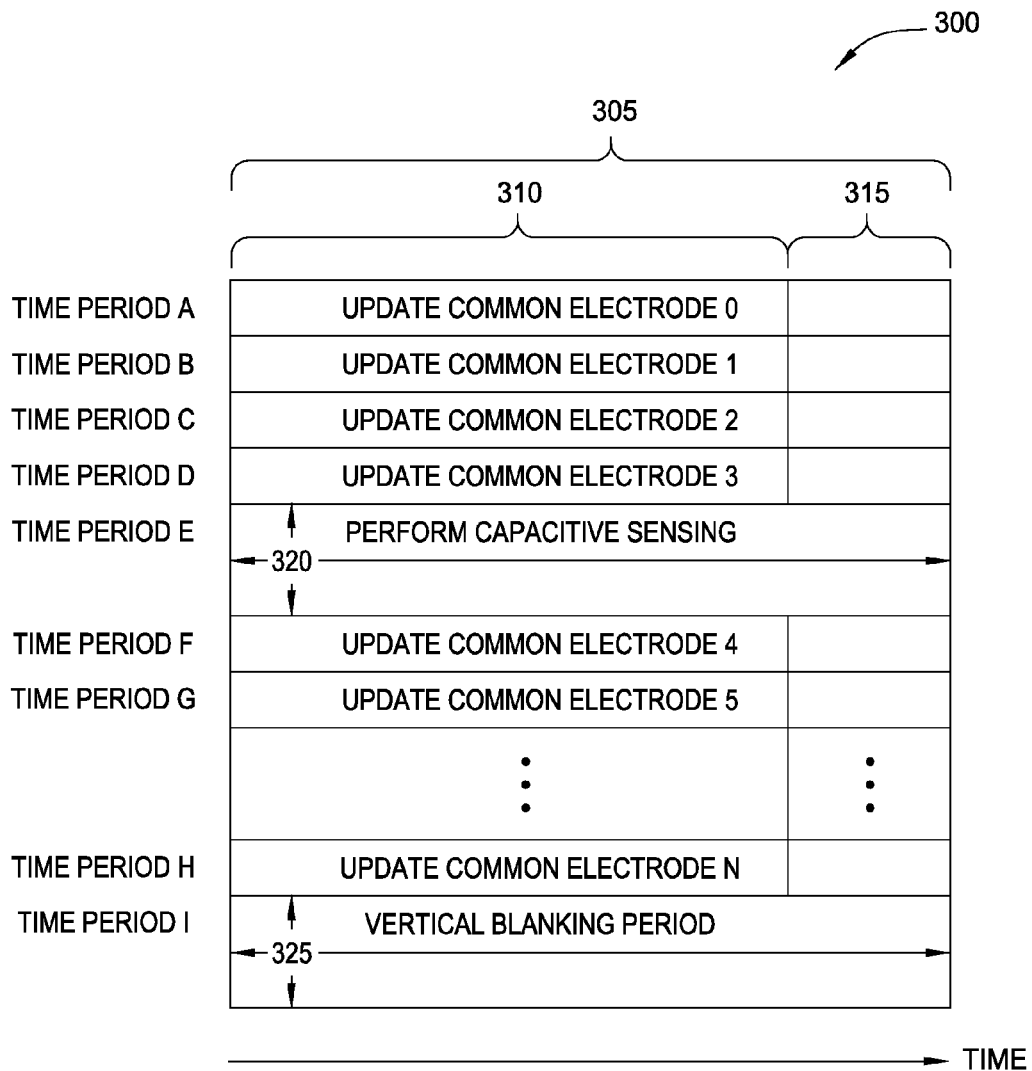 300
305
310 315
TIME PERIOD A UPDATE COMMON ELECTRODE 0
TIME PERIOD B UPDATE COMMON ELECTRODE 1
TIME PERIOD C UPDATE COMMON ELECTRODE 2
TIME PERIOD D UPDATE COMMON ELECTRODE 3
TIME PERIOD E PERFORM CAPACITIVE SENSING
320
TIME PERIOD F UPDATE COMMON ELECTRODE 4
TIME PERIOD G UPDATE COMMON ELECTRODE 5
TIME PERIOD H UPDATE COMMON ELECTRODE N
TIME PERIOD I VERTICAL BLANKING PERIOD
325
TIME